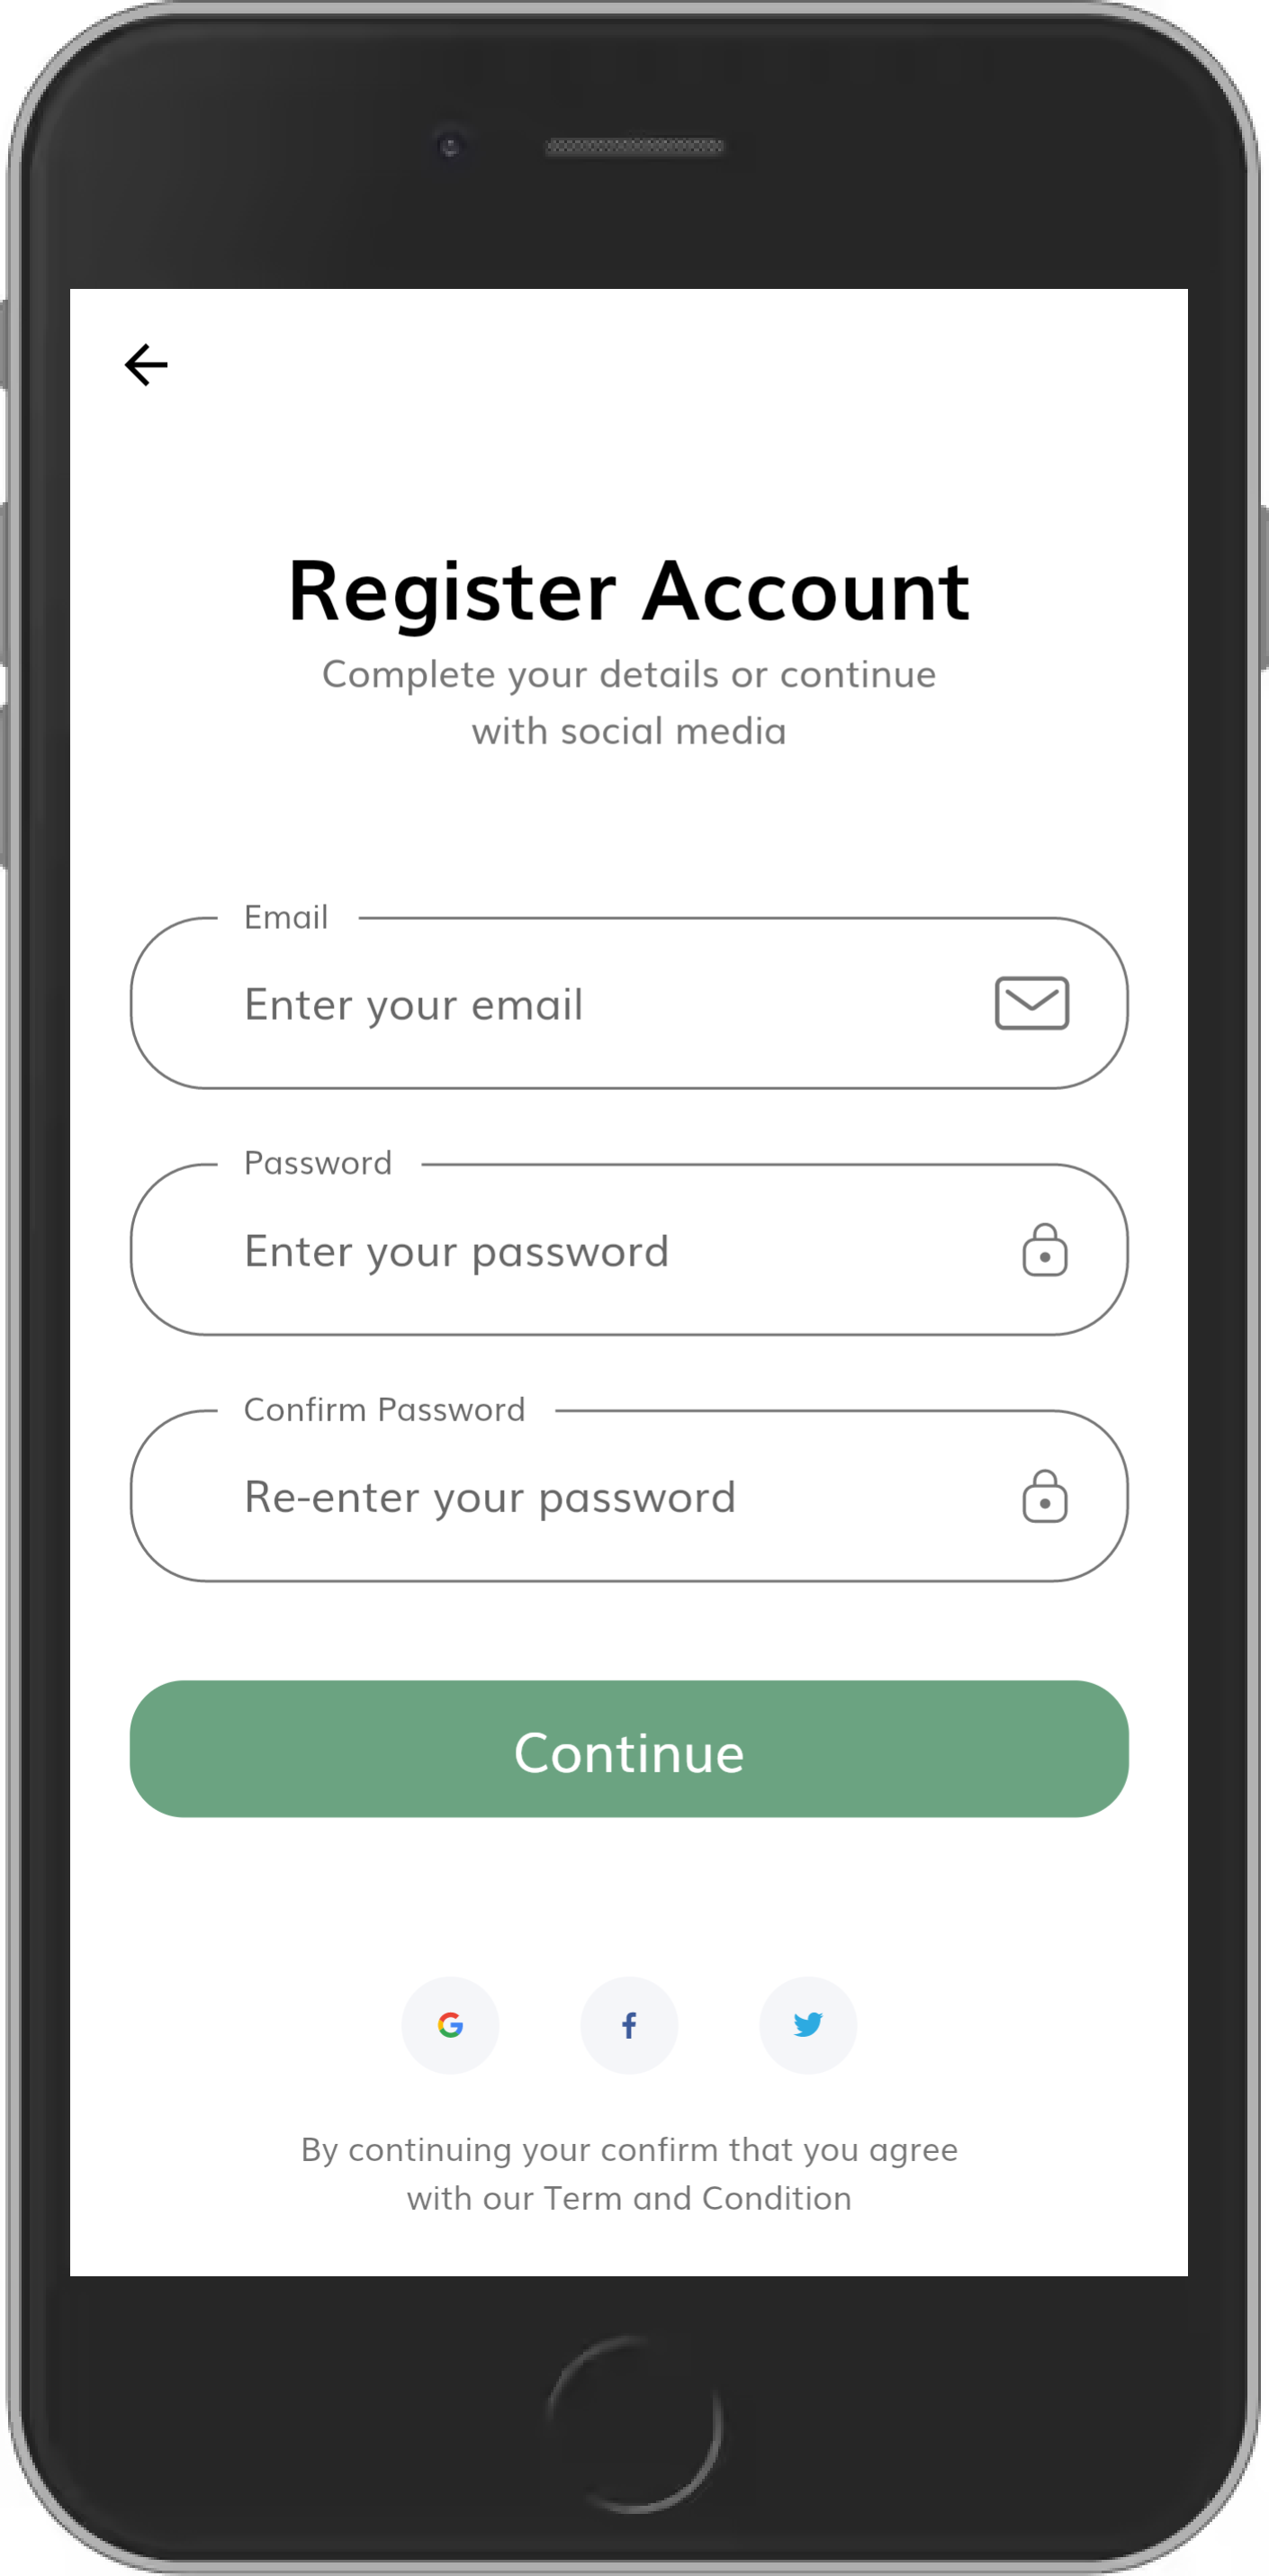 Register Account
Complete your details or continue
with social media
Email
Enter your email
Password
Enter your password
Confirm Password
Re-enter your password
Continue
By continuing your confirm that you agree
with our Term and Condition